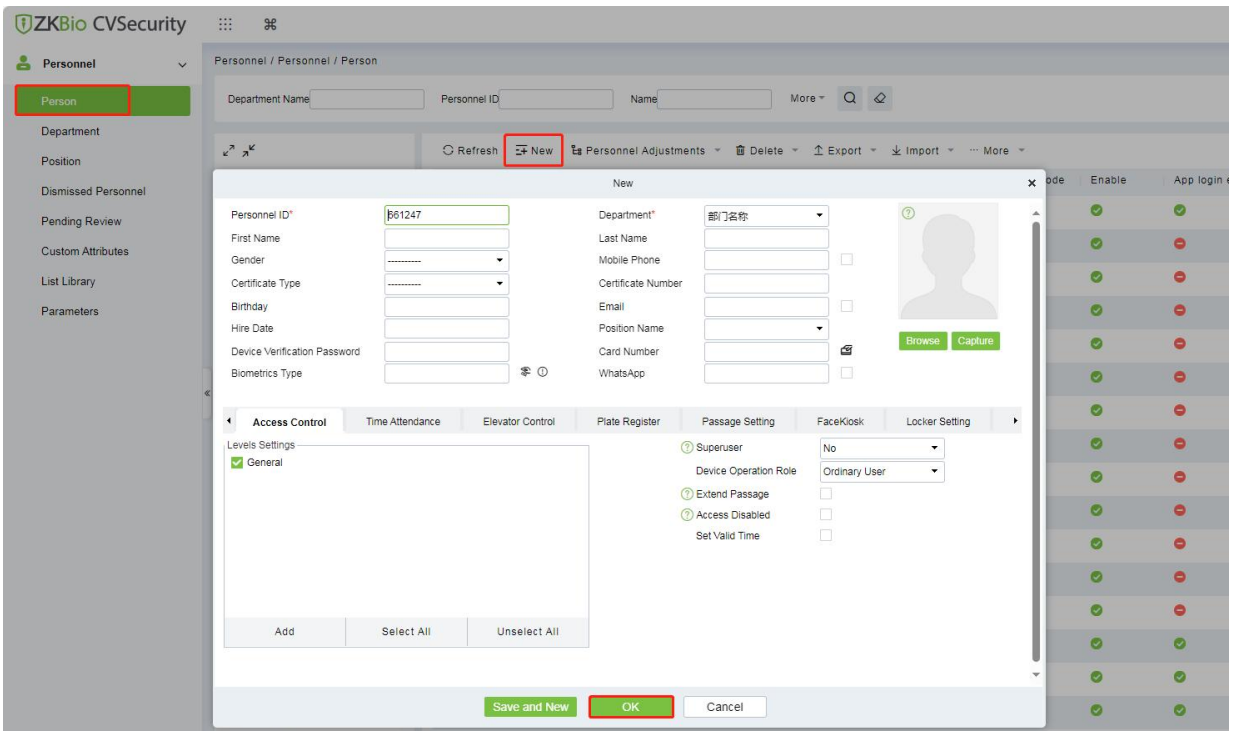 ZKBio CVSecurity
Personnel
Person
Department
Position
Dismissed Personnel
Pending Review
Custom Attributes
List Library
Parameters
Personnel / Personnel / Person
Department Name Personnel ID Name More
Refresh New Personnel Adjustments Delete Export Import ··· More
ode Enable App login e
New
Personnel ID* 661247 Department* 部门名称
First Name Last Name
Gender ---------- Mobile Phone
Certificate Type ---------- Certificate Number
Birthday Email
Hire Date Position Name
Device Verification Password Card Number
Biometrics Type WhatsApp
Browse Capture
Access Control Time Attendance Elevator Control Plate Register Passage Setting FaceKiosk Locker Setting
Levels Settings
General
Superuser No
Device Operation Role Ordinary User
Extend Passage
Access Disabled
Set Valid Time
Add Select All Unselect All
Save and New OK Cancel